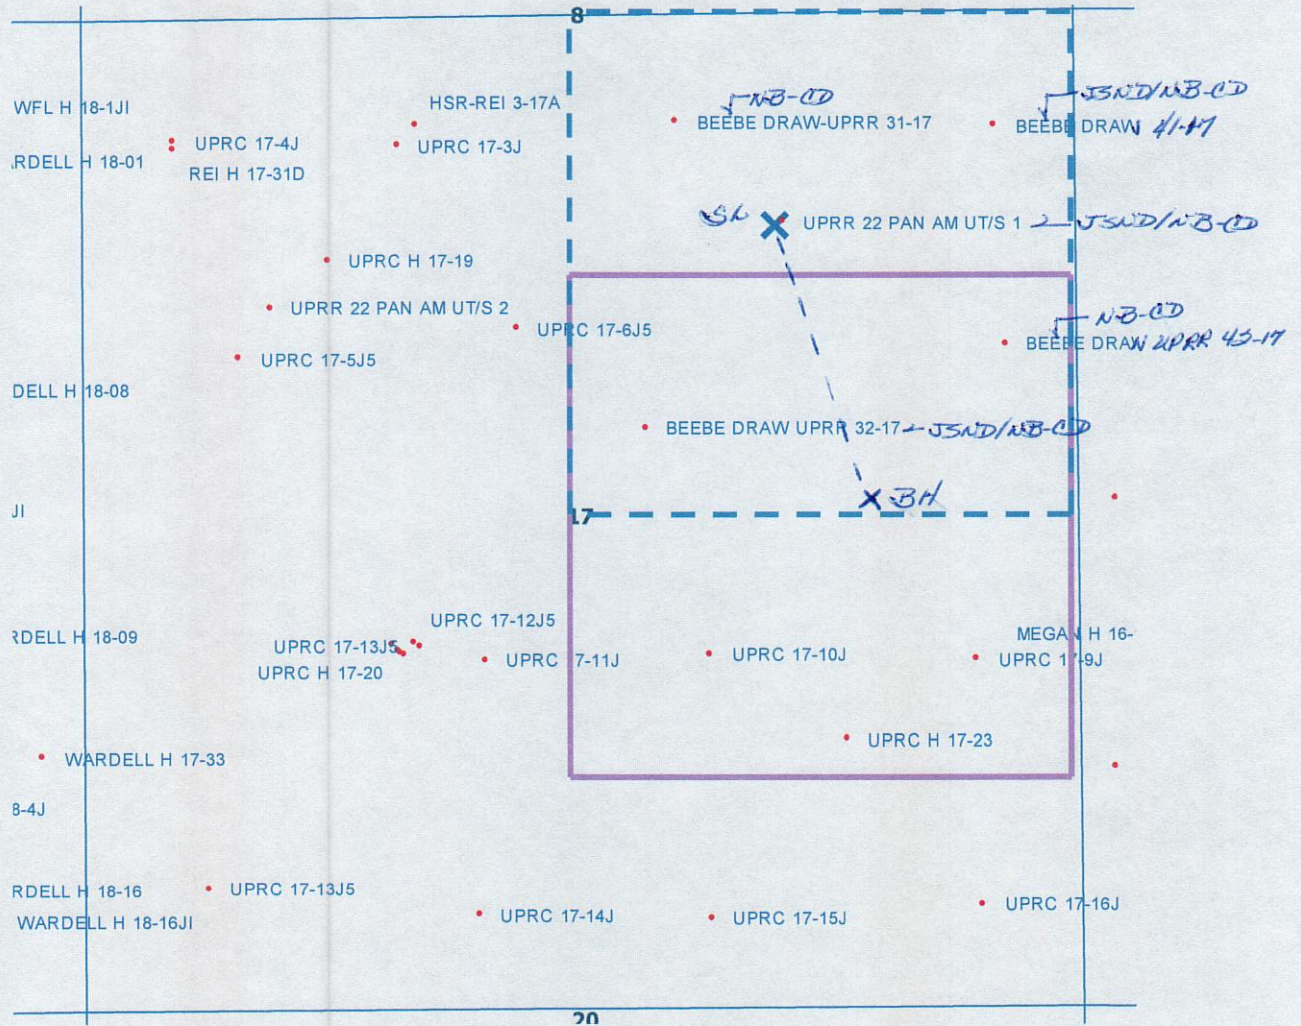 8
NB-CD
JSND/NB-CD
WFL H 18-1JI
HSR-REI 3-17A
BEEBE DRAW-UPRR 31-17
BEEBE DRAW 41-17
UPRC 17-4J
UPRC 17-3J
RDELL H 18-01
REI H 17-31D
SL
UPRR 22 PAN AM UT/S 1
JSND/NB-CD
UPRC H 17-19
UPRR 22 PAN AM UT/S 2
NB-CD
UPRC 17-6J5
BEEBE DRAW UPRR 43-17
UPRC 17-5J5
DELL H 18-08
BEEBE DRAW UPRR 32-17
JSND/NB-CD
BH
JI
17
UPRC 17-12J5
RDELL H 18-09
MEGAN H 16-
UPRC 17-13J5
UPRC 17-11J
UPRC 17-10J
UPRC 17-9J
UPRC H 17-20
UPRC H 17-23
WARDELL H 17-33
8-4J
RDELL H 18-16
UPRC 17-13J5
UPRC 17-14J
UPRC 17-15J
UPRC 17-16J
WARDELL H 18-16JI
20